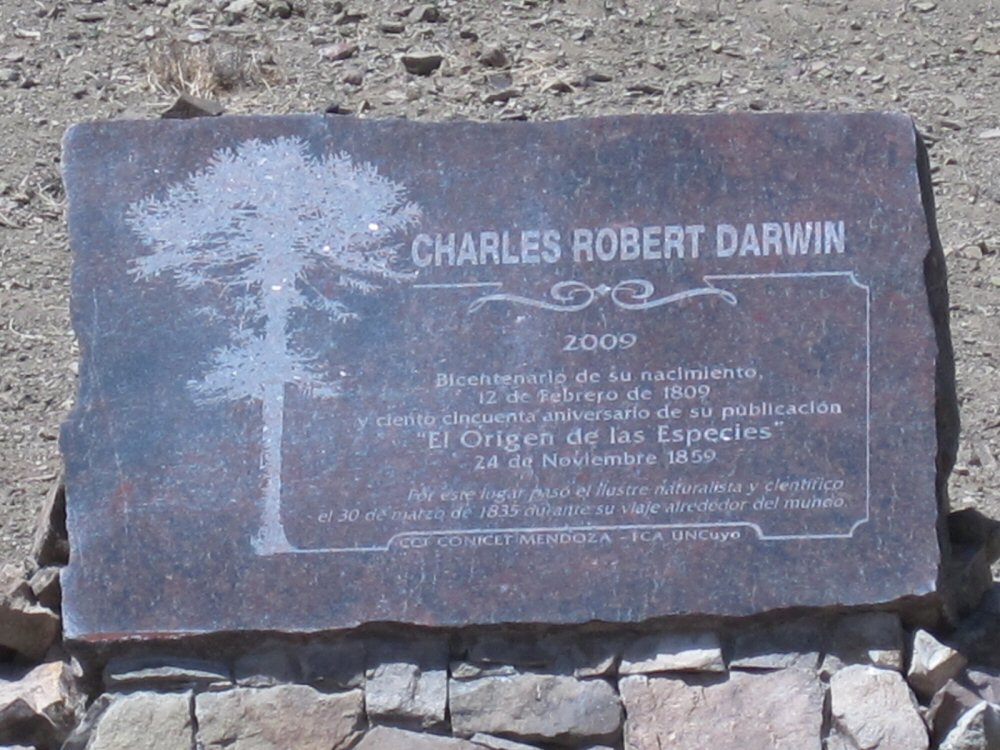 CHARLES ROBERT DARWIN
2009
Bicentenario de su nacimiento,
12 de Febrero de 1809
y ciento cincuenta aniversario de su publicación
"El Origen de las Especies"
24 de Noviembre 1859
Por este lugar pasó el ilustre naturalista y científico
el 30 de marzo de 1835 durante su viaje alrededor del mundo.
CCT CONICET MENDOZA - FCA UNCuyo